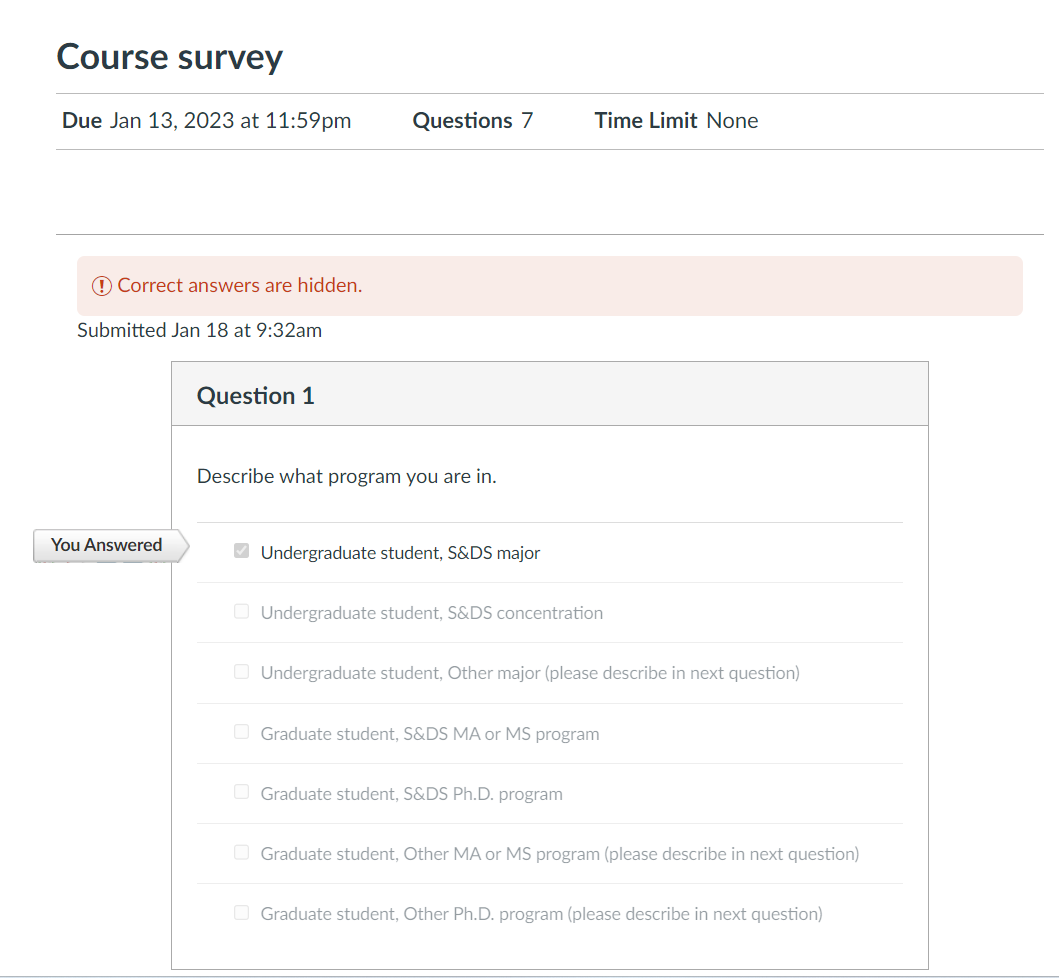 Course survey
Due Jan 13, 2023 at 11:59pm Questions 7 Time Limit None
! Correct answers are hidden.
Submitted Jan 18 at 9:32am
Question 1
Describe what program you are in.
You Answered
Undergraduate student, S&DS major
Undergraduate student, S&DS concentration
Undergraduate student, Other major (please describe in next question)
Graduate student, S&DS MA or MS program
Graduate student, S&DS Ph.D. program
Graduate student, Other MA or MS program (please describe in next question)
Graduate student, Other Ph.D. program (please describe in next question)